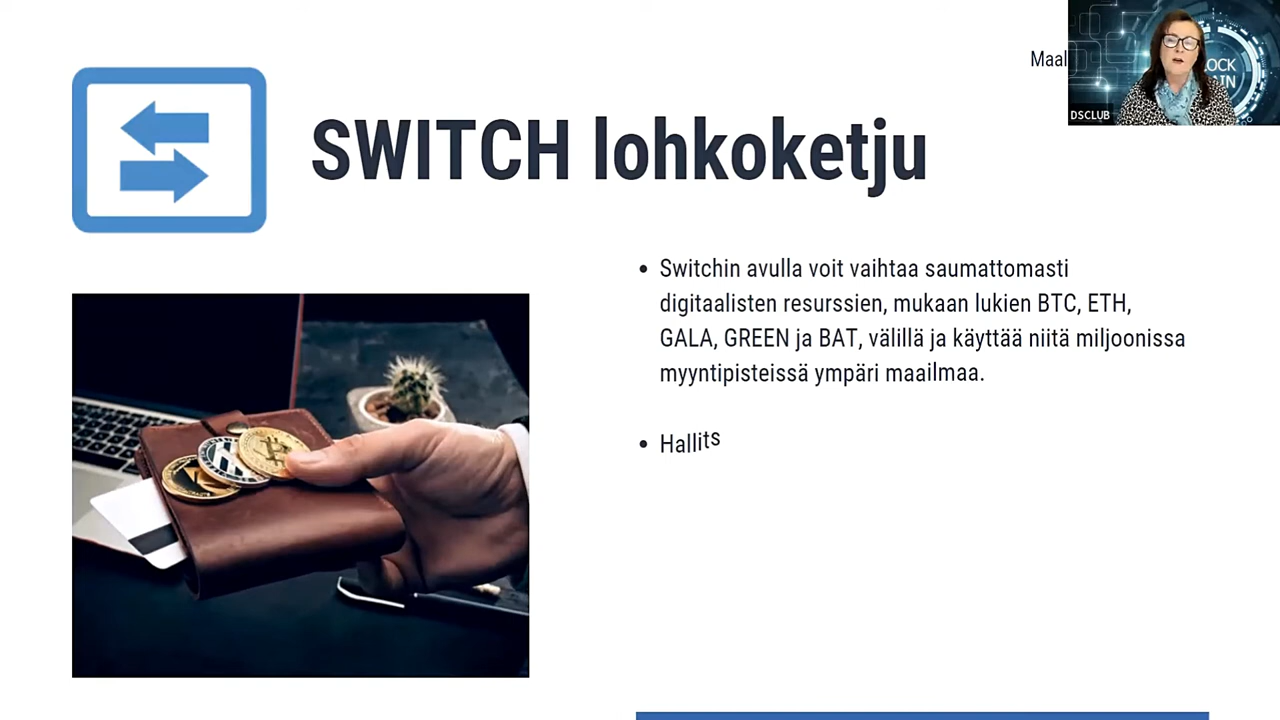 Maal
SWITCH lohkoketju
DSCLUB
• Switchin avulla voit vaihtaa saumattomasti
digitaalisten resurssien, mukaan lukien BTC, ETH,
GALA, GREEN ja BAT, välillä ja käyttää niitä miljoonissa
myyntipisteissä ympäri maailmaa.
• Hallits